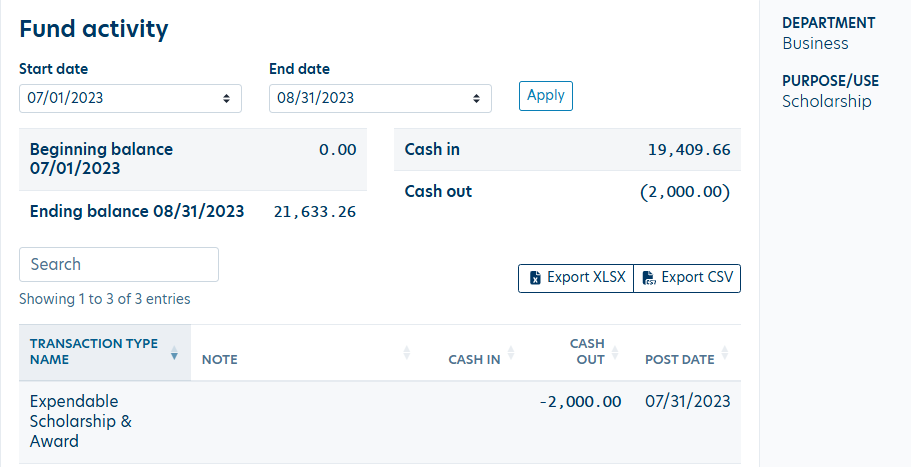 Fund activity
Start date
End date
07/01/2023
08/31/2023
Apply
Beginning balance
07/01/2023
0.00
Ending balance 08/31/2023
21,633.26
Cash in
19,409.66
Cash out
(2,000.00)
Search
Showing 1 to 3 of 3 entries
Export XLSX
Export CSV
TRANSACTION TYPE
NAME
NOTE
CASH IN
CASH
OUT
POST DATE
Expendable
Scholarship &
Award
-2,000.00
07/31/2023
DEPARTMENT
Business
PURPOSE/USE
Scholarship